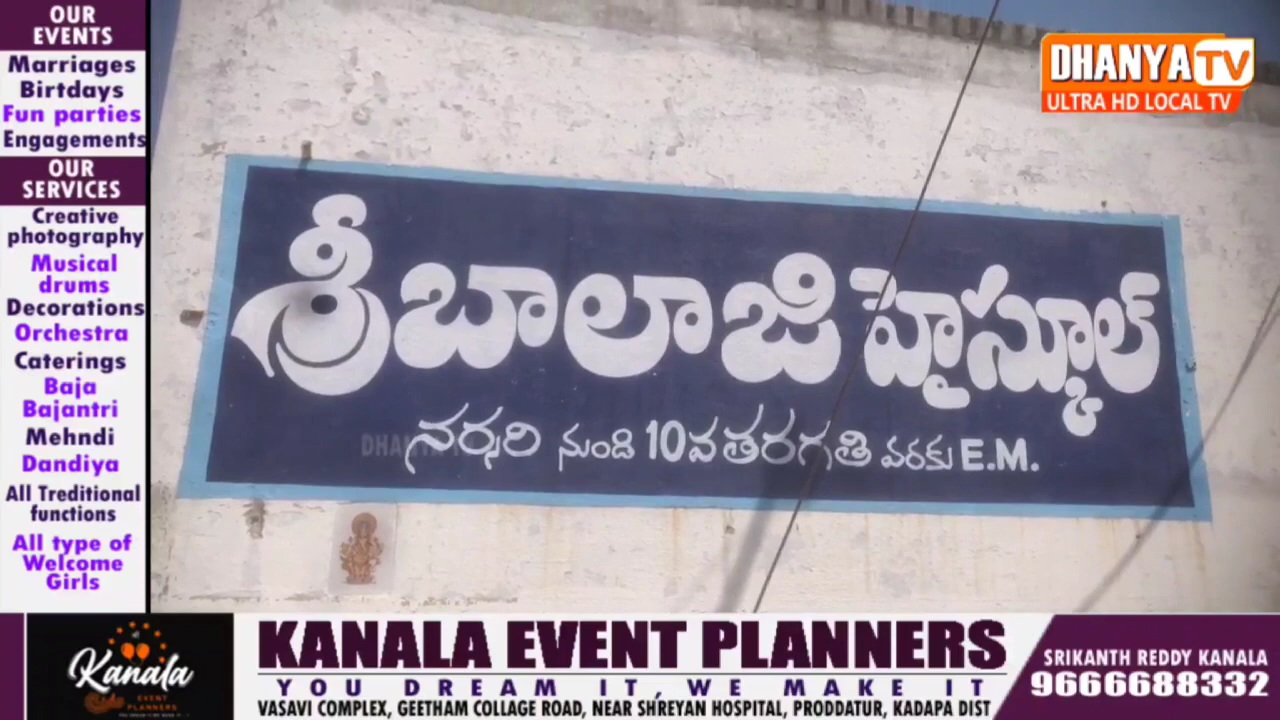 OUR
EVENTS
Marriages
Birtdays
Fun parties
Engagements
OUR
SERVICES
Creative
photography
Musical
drums
Decorations
Orchestra
Caterings
Baja
Bajantri
Mehndi
Dandiya
All Treditional
functions
All type of
Welcome
Girls
DHANYA TV
ULTRA HD LOCAL TV
శ్రీ బాలాజి హైస్కూల్
నర్సరి నుండి 10వ తరగతి వరకు E.M.
Kanala
EVENT
PLANNERS
KANALA EVENT PLANNERS
YOU DREAM IT, WE MAKE IT
VASAVI COMPLEX, GEETHAM COLLAGE ROAD, NEAR SHREYAN HOSPITAL, PRODDATUR, KADAPA DIST
SRIKANTH REDDY KANALA
9666688332